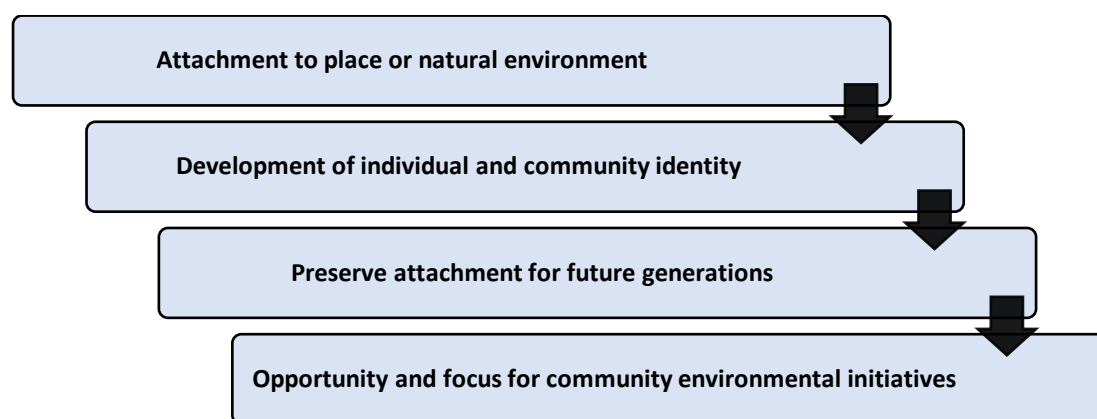 Attachment to place or natural environment
Development of individual and community identity
Preserve attachment for future generations
Opportunity and focus for community environmental initiatives